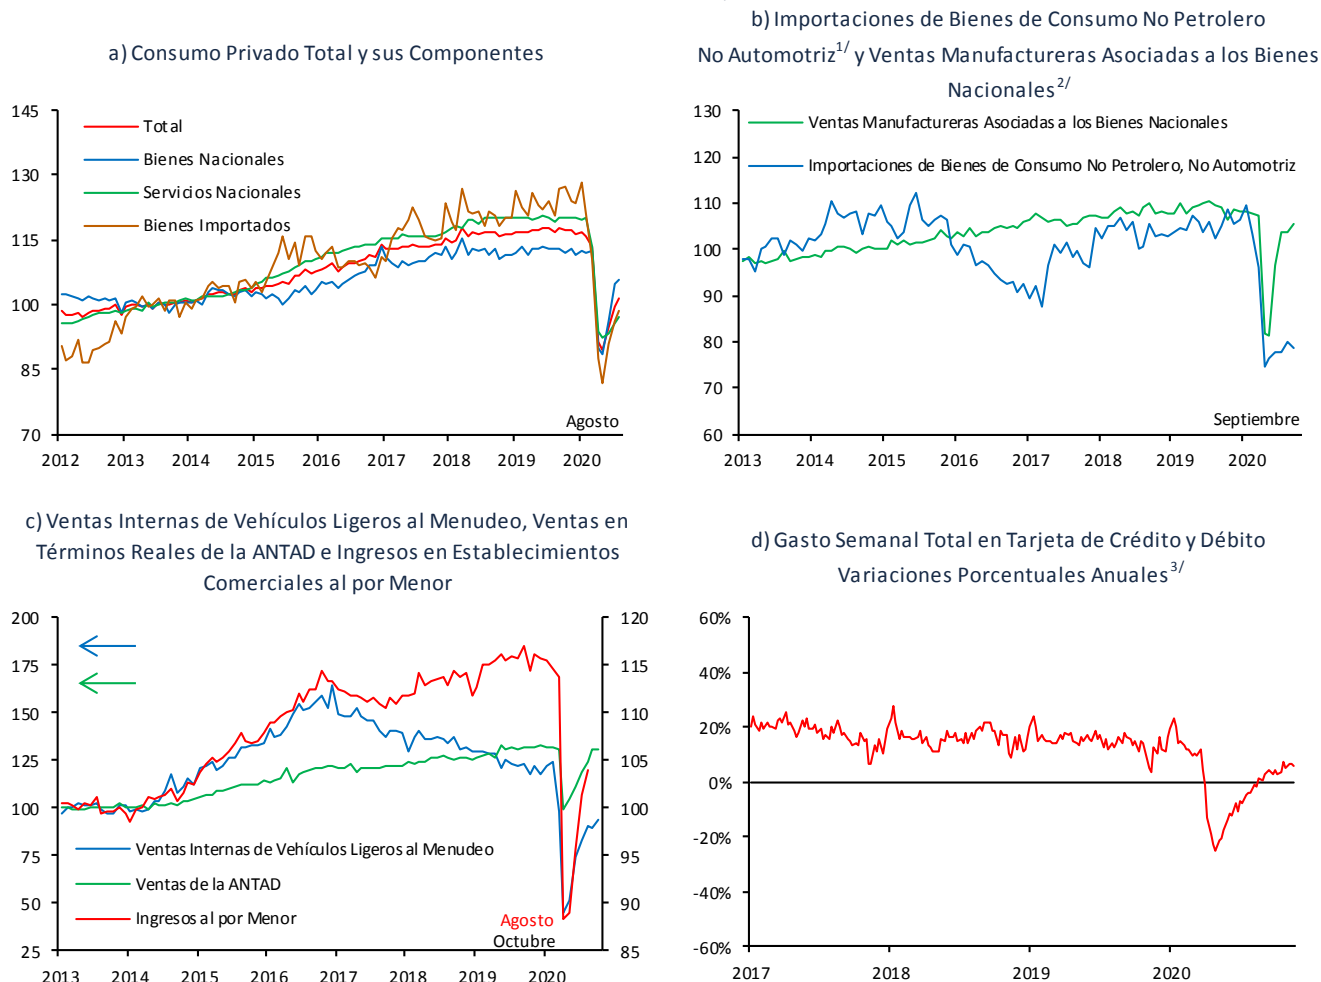 a) Consumo Privado Total y sus Componentes
145
130
115
100
85
70
Total
Bienes Nacionales
Servicios Nacionales
Bienes Importados
Agosto
2012 2013 2014 2015 2016 2017 2018 2019 2020
b) Importaciones de Bienes de Consumo No Petrolero
No Automotriz1/ y Ventas Manufactureras Asociadas a los Bienes
Nacionales2/
130
120
110
100
90
80
70
60
Ventas Manufactureras Asociadas a los Bienes Nacionales
Importaciones de Bienes de Consumo No Petrolero, No Automotriz
Septiembre
2013 2014 2015 2016 2017 2018 2019 2020
c) Ventas Internas de Vehículos Ligeros al Menudeo, Ventas en
Términos Reales de la ANTAD e Ingresos en Establecimientos
Comerciales al por Menor
200
175
150
125
100
75
50
25
120
115
110
105
100
95
90
85
Ventas Internas de Vehículos Ligeros al Menudeo
Ventas de la ANTAD
Ingresos al por Menor
Agosto
Octubre
2013 2014 2015 2016 2017 2018 2019 2020
d) Gasto Semanal Total en Tarjeta de Crédito y Débito
Variaciones Porcentuales Anuales3/
60%
40%
20%
0%
-20%
-40%
-60%
2017 2018 2019 2020